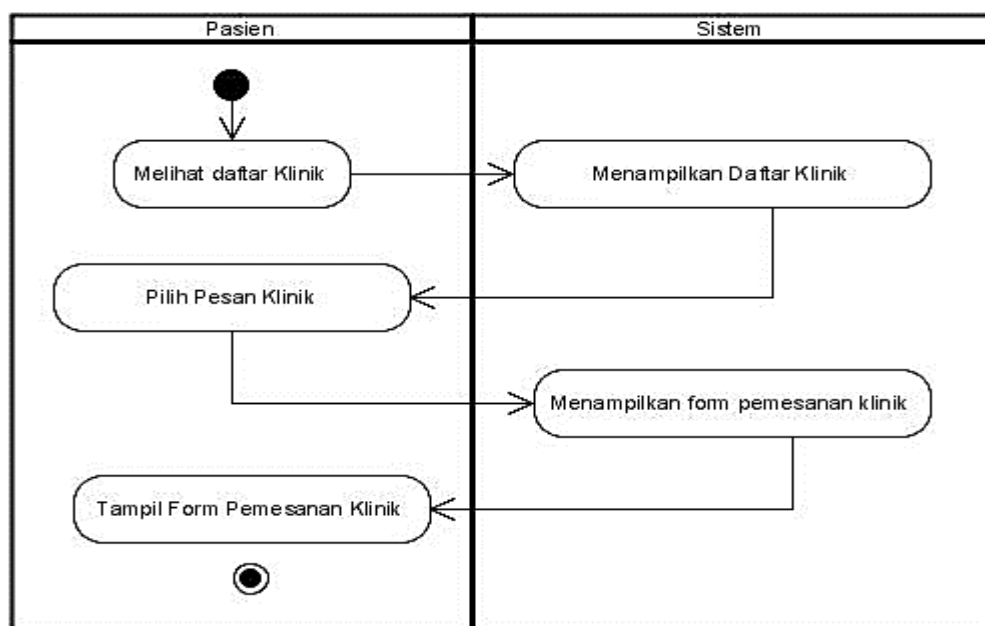 Pasien
Sistem
Melihat daftar Klinik
Menampilkan Daftar Klinik
Pilih Pesan Klinik
Menampilkan form pemesanan klinik
Tampil Form Pemesanan Klinik